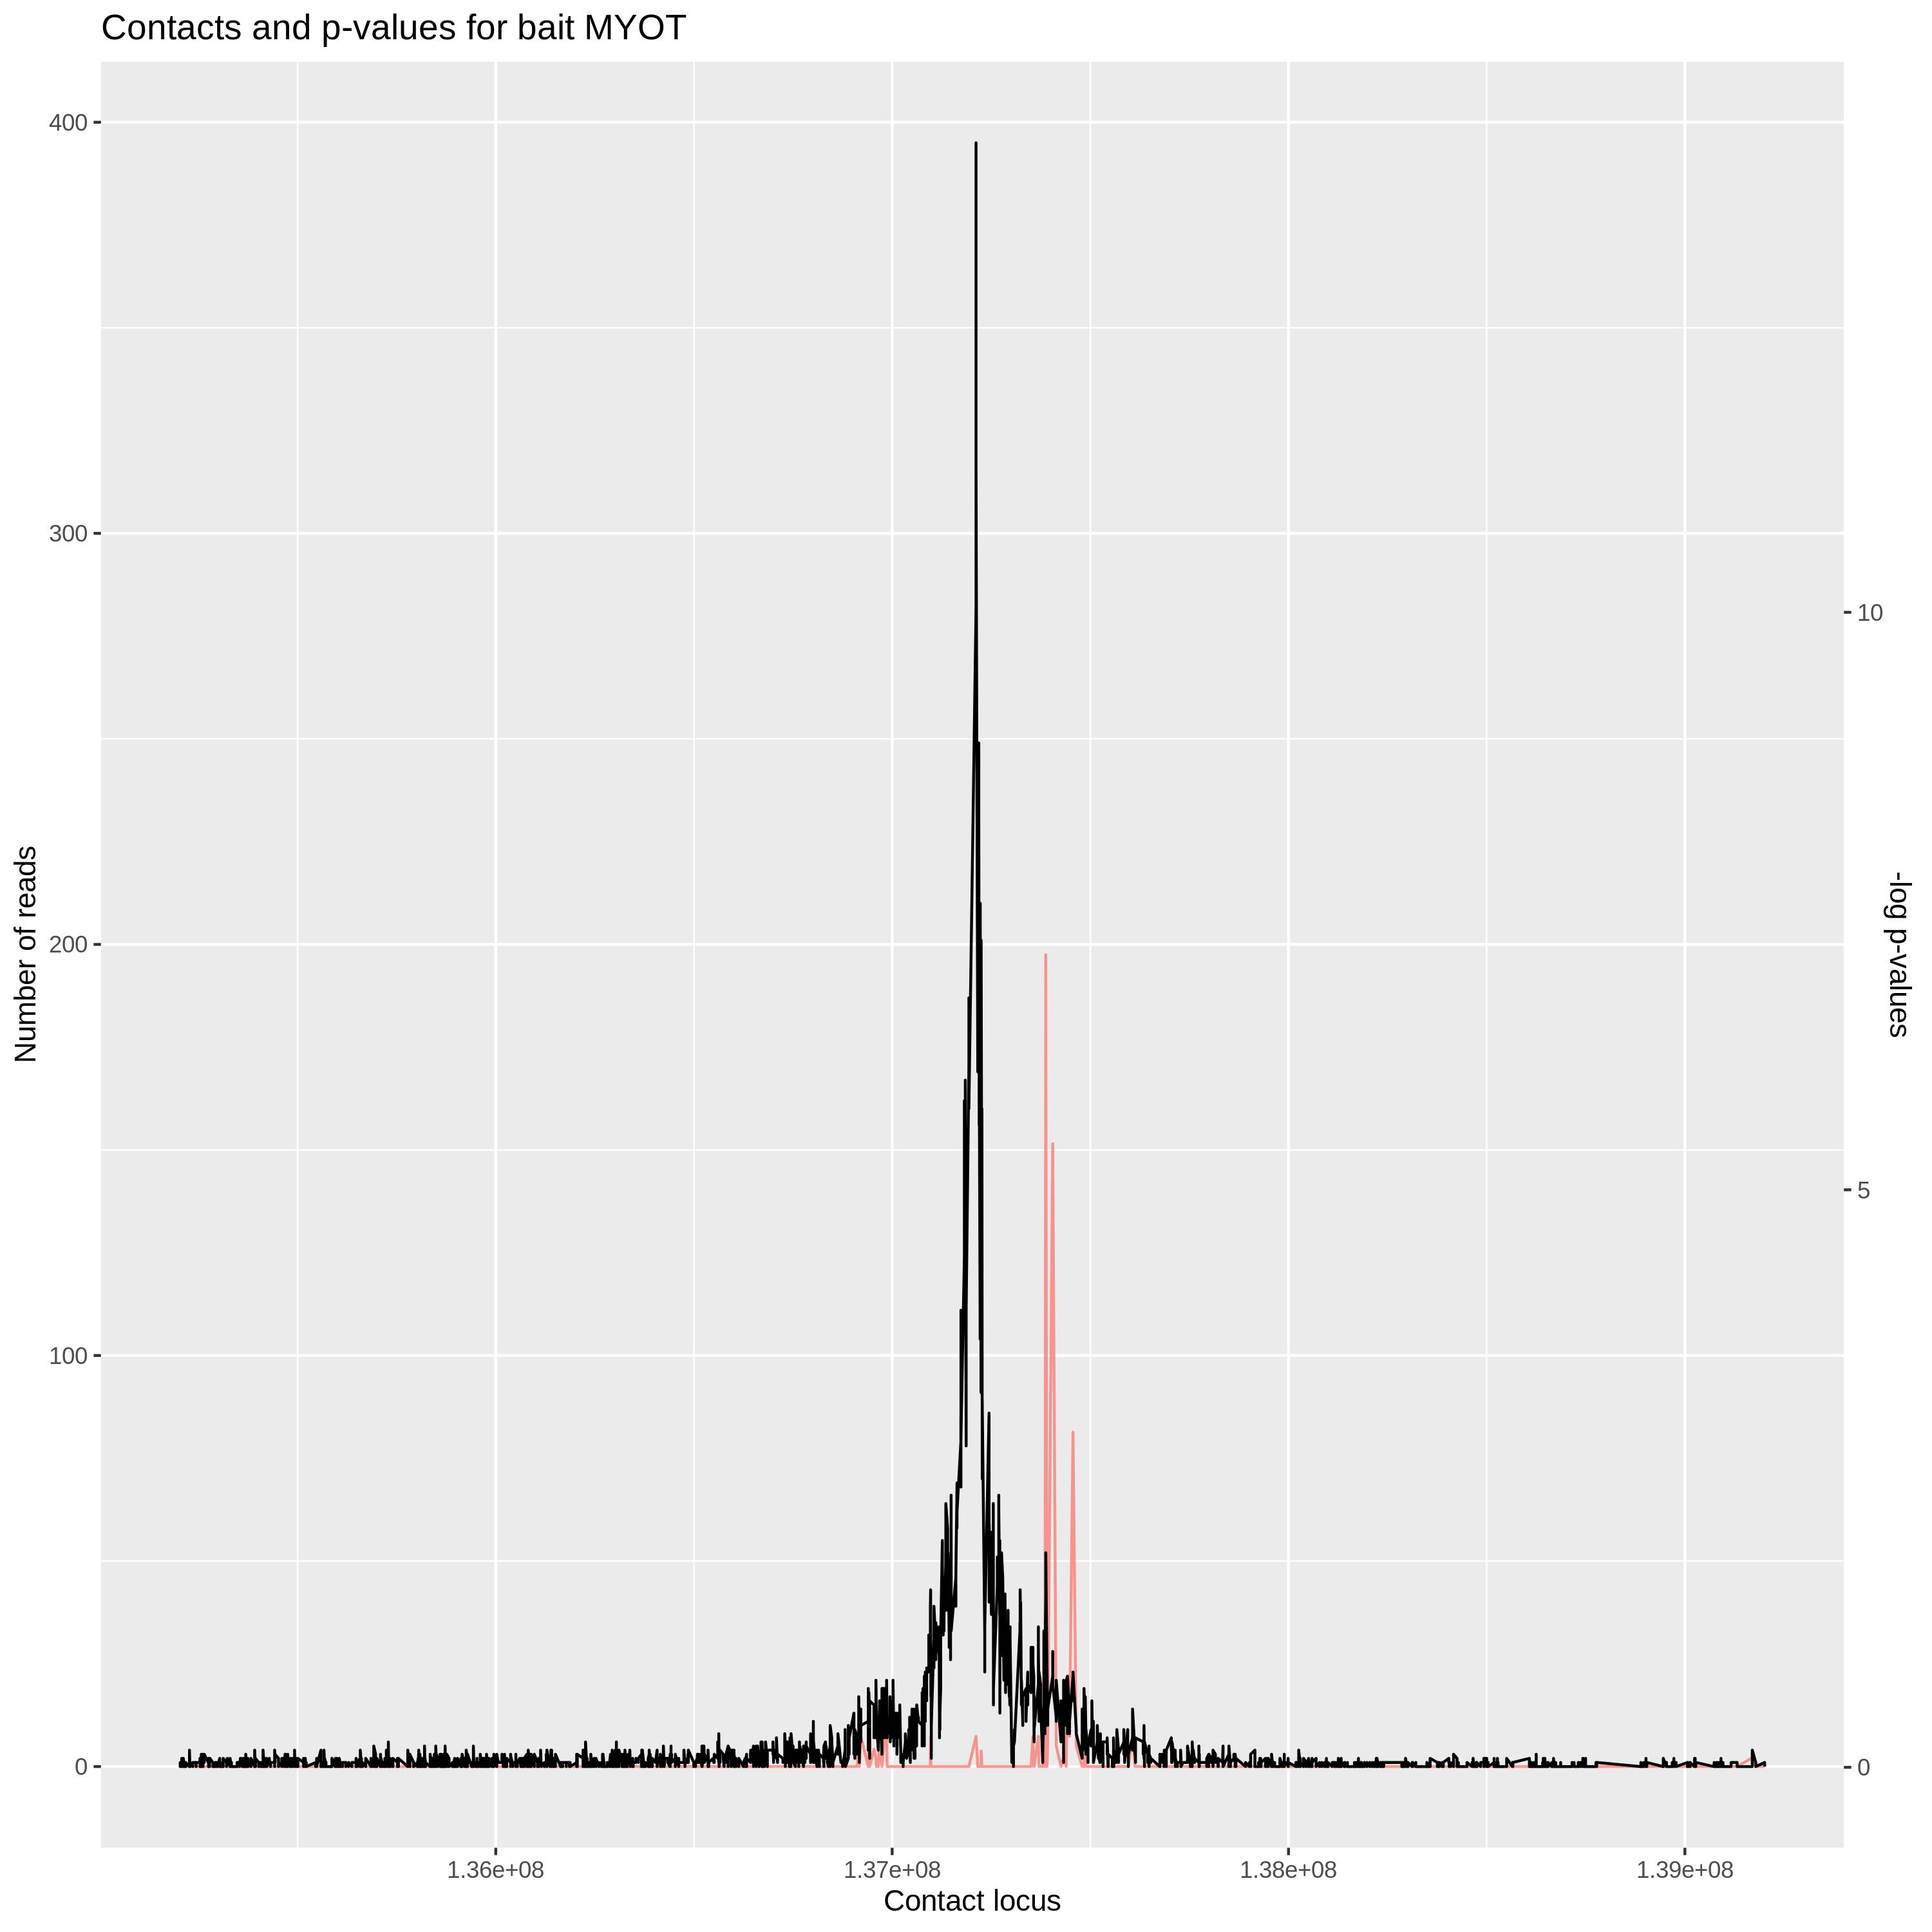 Contacts and p-values for bait MYOT
400
300
200
100
0
Number of reads
10
5
0
-log p-values
1.36e+08
1.37e+08
1.38e+08
1.39e+08
Contact locus